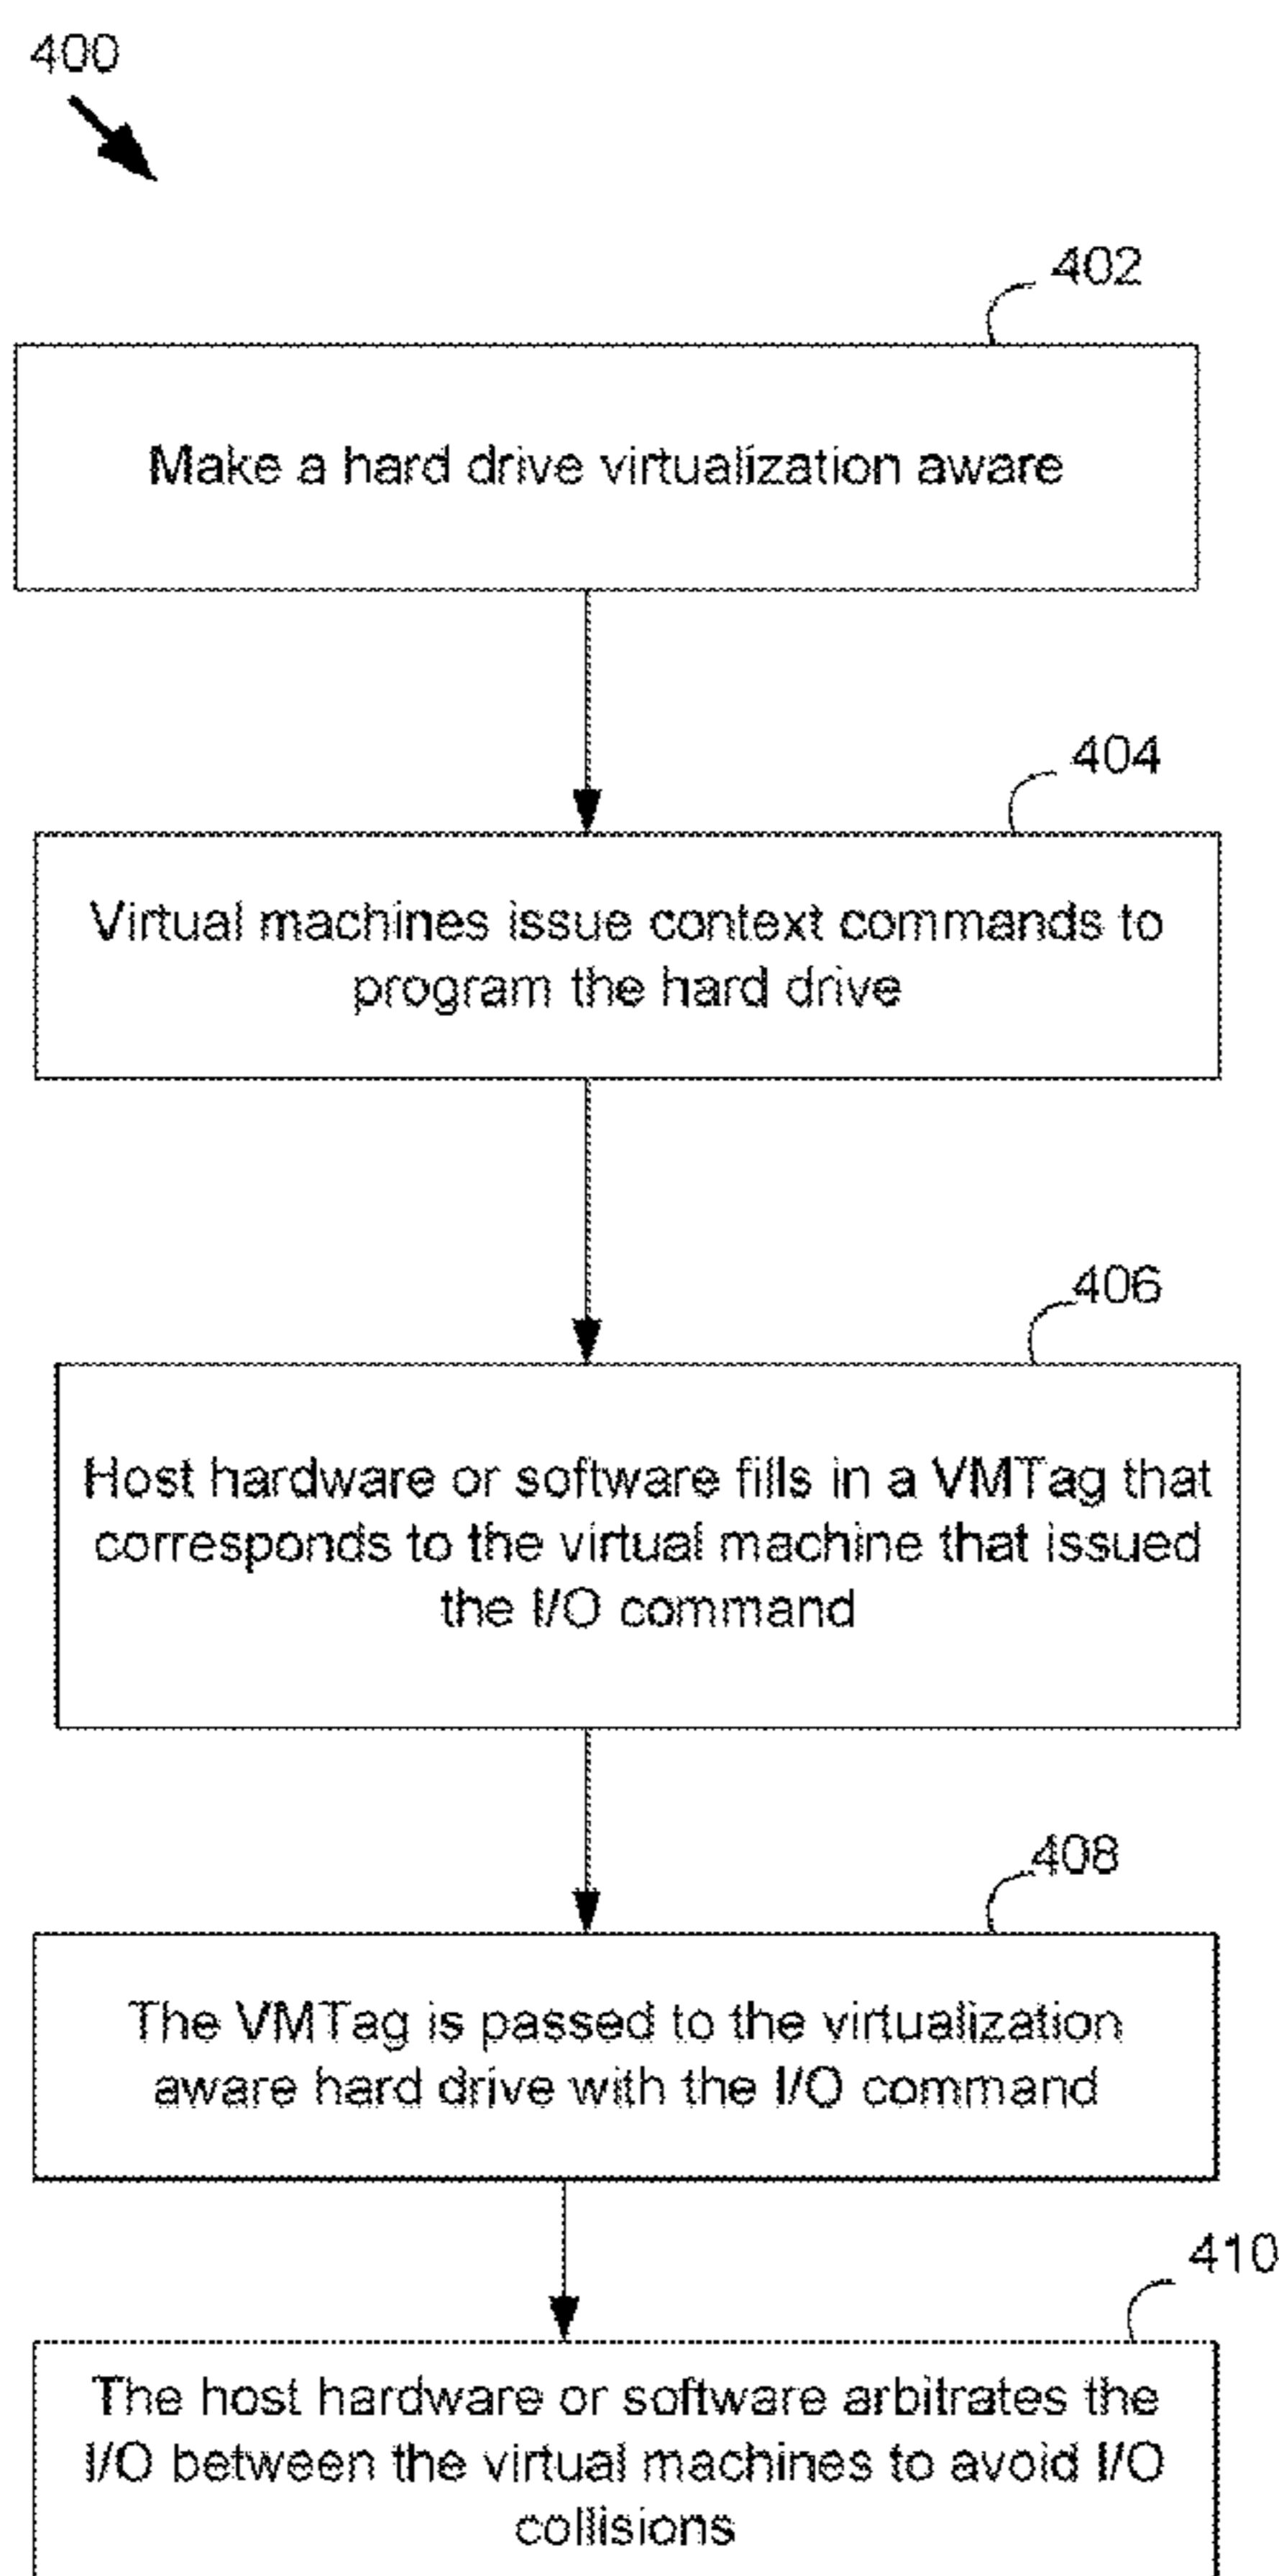 400
402
Make a hard drive virtualization aware
404
Virtual machines issue context commands to
program the hard drive
406
Host hardware or software fills in a VMTag that
corresponds to the virtual machine that issued
the I/O command
408
The VMTag is passed to the virtualization
aware hard drive with the I/O command
410
The host hardware or software arbitrates the
I/O between the virtual machines to avoid I/O
collisions